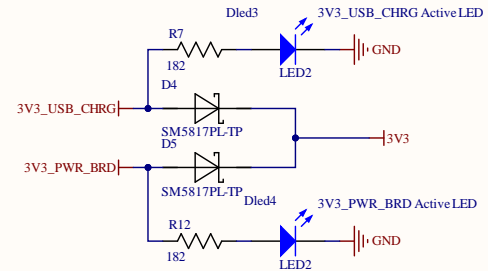 Dled3
3V3_USB_CHRG Active LED
R7
GND
182
LED2
D4
3V3_USB_CHRG
3V3
SM5817PL-TP
D5
3V3_PWR_BRD
SM5817PL-TP
Dled4
3V3_PWR_BRD Active LED
R12
GND
182
LED2